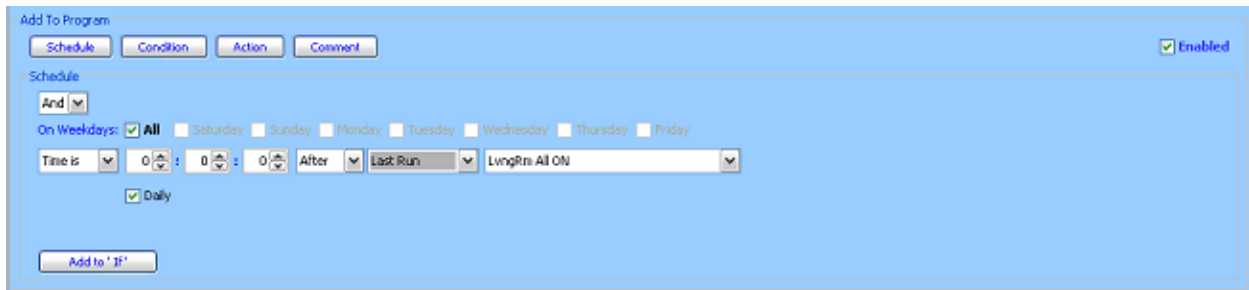 Add To Program
Schedule Condition Action Comment Enabled
Schedule
And
On Weekdays: All Saturday Sunday Monday Tuesday Wednesday Thursday Friday
Time is 0 : 0 : 0 After Last Run LvngRm All ON
Daily
Add to 'If'